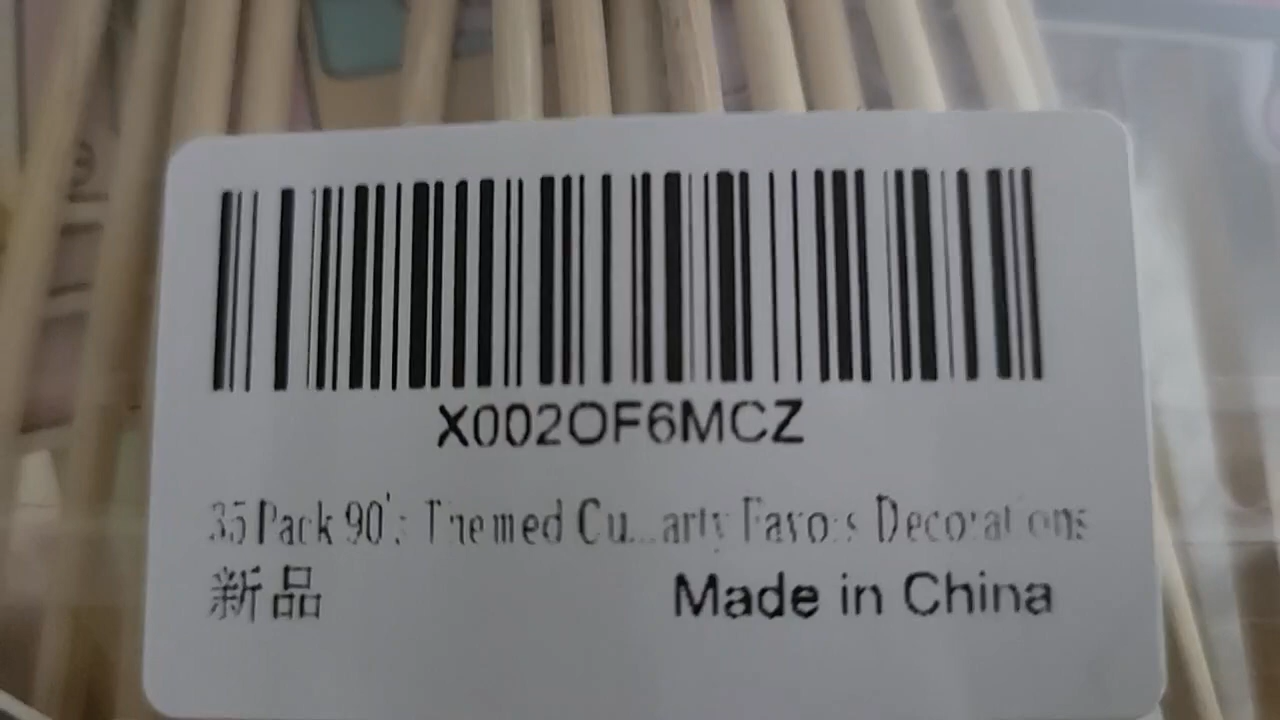 X002OF6MCZ
35 Pack 90's Themed Cu...arty Favors Decorations
新品
Made in China